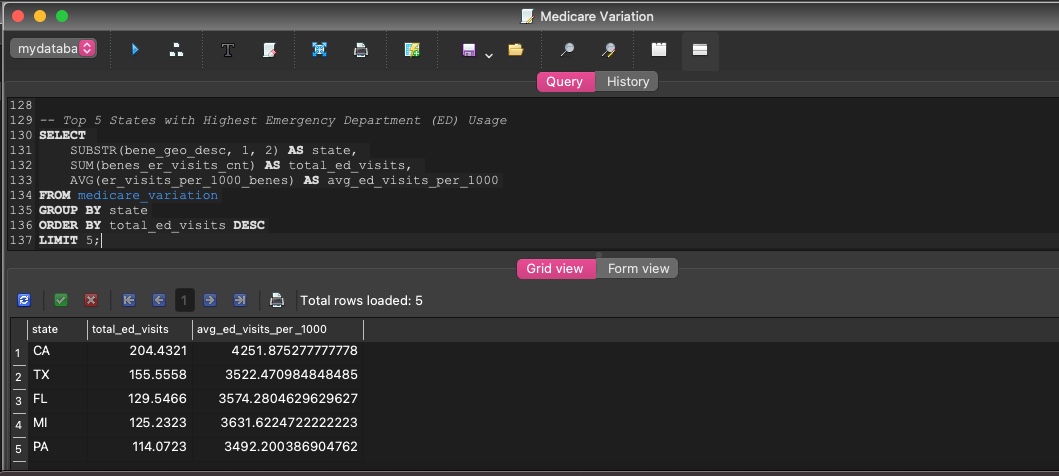 Medicare Variation
mydataba
T
Query History
128
129 -- Top 5 States with Highest Emergency Department (ED) Usage
130 SELECT
131 SUBSTR(bene_geo_desc, 1, 2) AS state,
132 SUM(benes_er_visits_cnt) AS total_ed_visits,
133 AVG(er_visits_per_1000_benes) AS avg_ed_visits_per_1000
134 FROM medicare_variation
135 GROUP BY state
136 ORDER BY total_ed_visits DESC
137 LIMIT 5;
Grid view Form view
1 Total rows loaded: 5
state total_ed_visits avg_ed_visits_per_1000
1 CA 204.4321 4251.875277777778
2 TX 155.5558 3522.470984848485
3 FL 129.5466 3574.2804629629627
4 MI 125.2323 3631.6224722222223
5 PA 114.0723 3492.200386904762